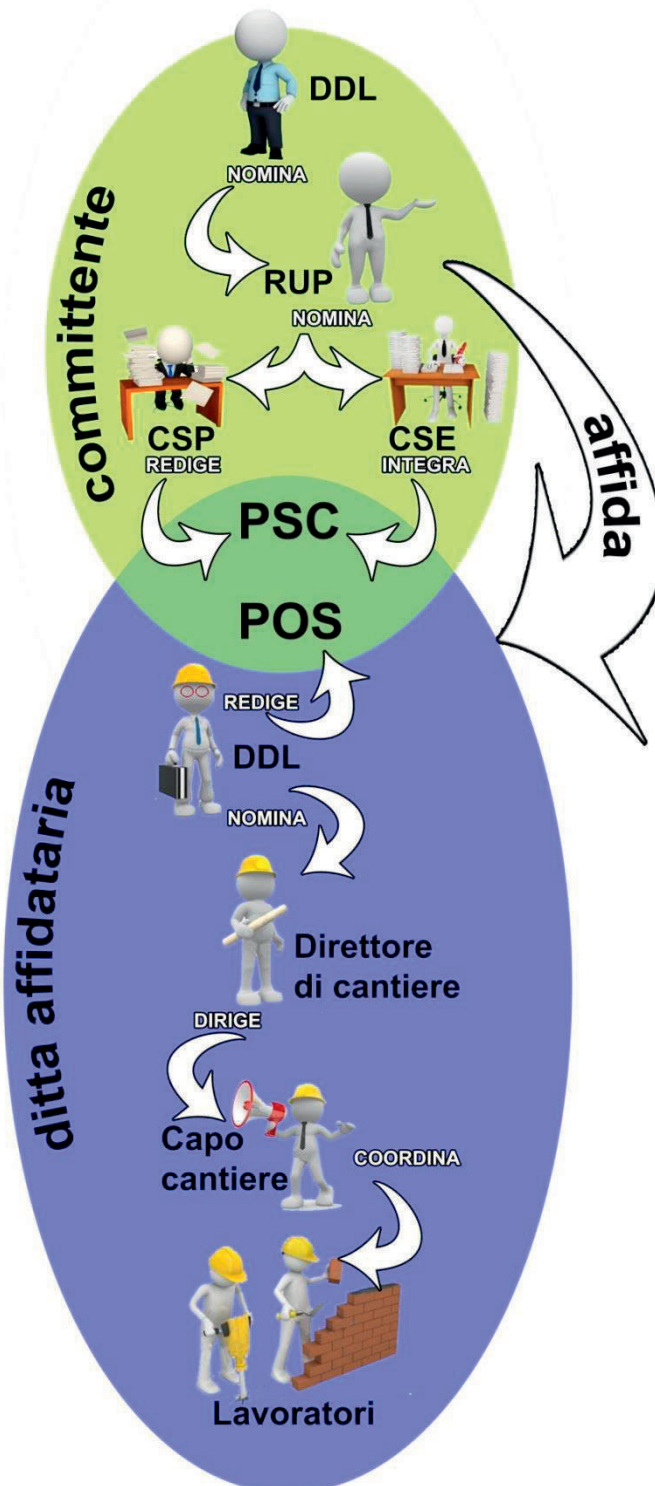 DDL
NOMINA
RUP
NOMINA
committente
CSP
REDIGE
CSE
INTEGRA
affida
PSC
POS
REDIGE
DDL
NOMINA
ditta affidataria
Direttore
di cantiere
DIRIGE
Capo
cantiere
COORDINA
Lavoratori